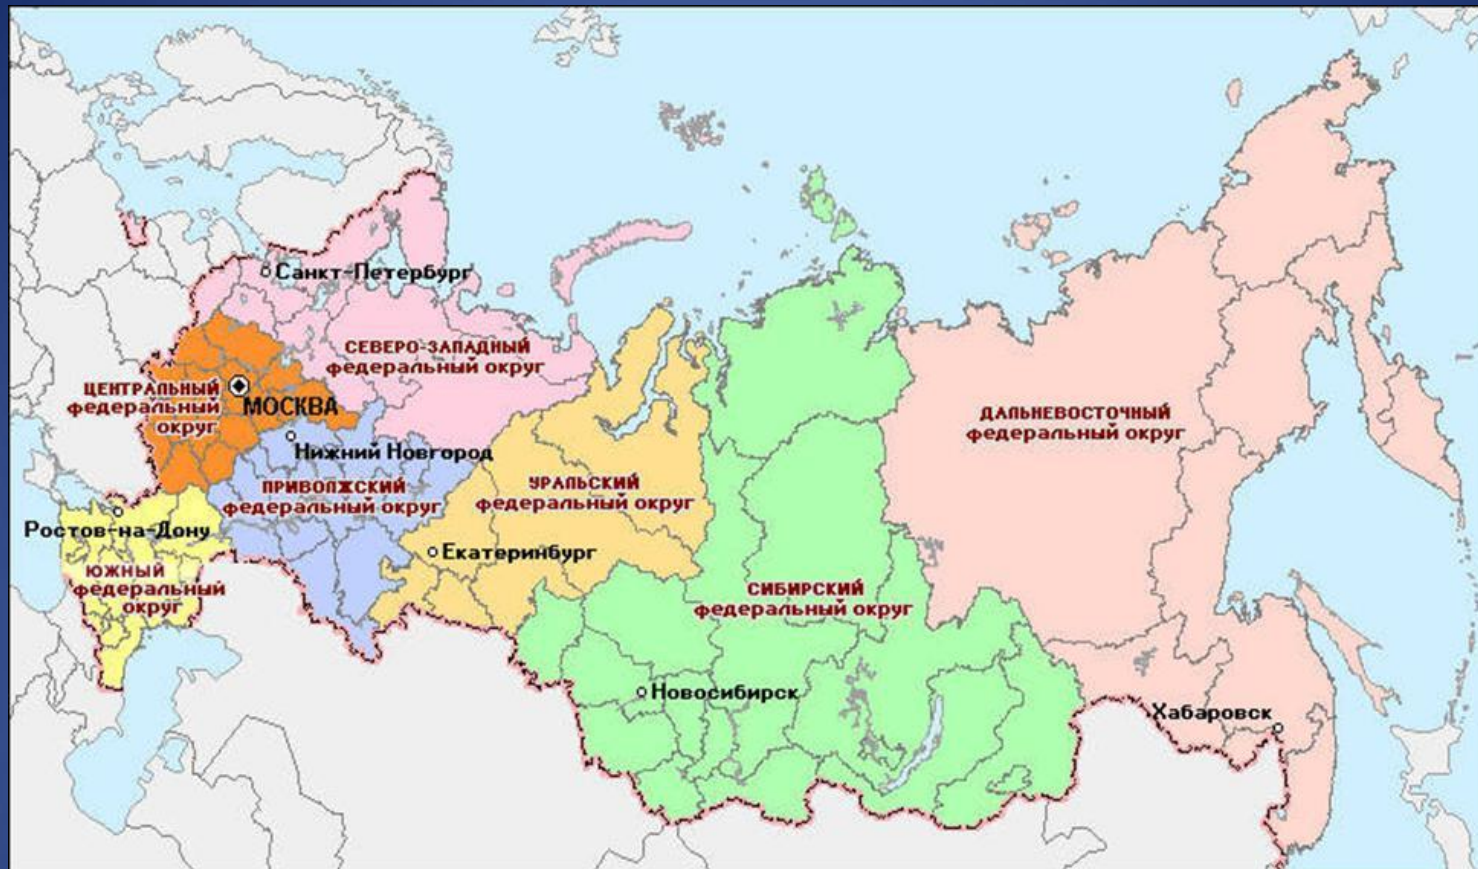 Санкт-Петербург
СЕВЕРО-ЗАПАДНЫЙ
федеральный округ
ЦЕНТРАЛЬНЫЙ
федеральный
округ
МОСКВА
ДАЛЬНЕВОСТОЧНЫЙ
федеральный округ
Нижний Новгород
ПРИВОЛЖСКИЙ
федеральный округ
УРАЛЬСКИЙ
федеральный округ
Ростов-на-Дону
Екатеринбург
ЮЖНЫЙ
федеральный
округ
СИБИРСКИЙ
федеральный округ
Новосибирск
Хабаровск